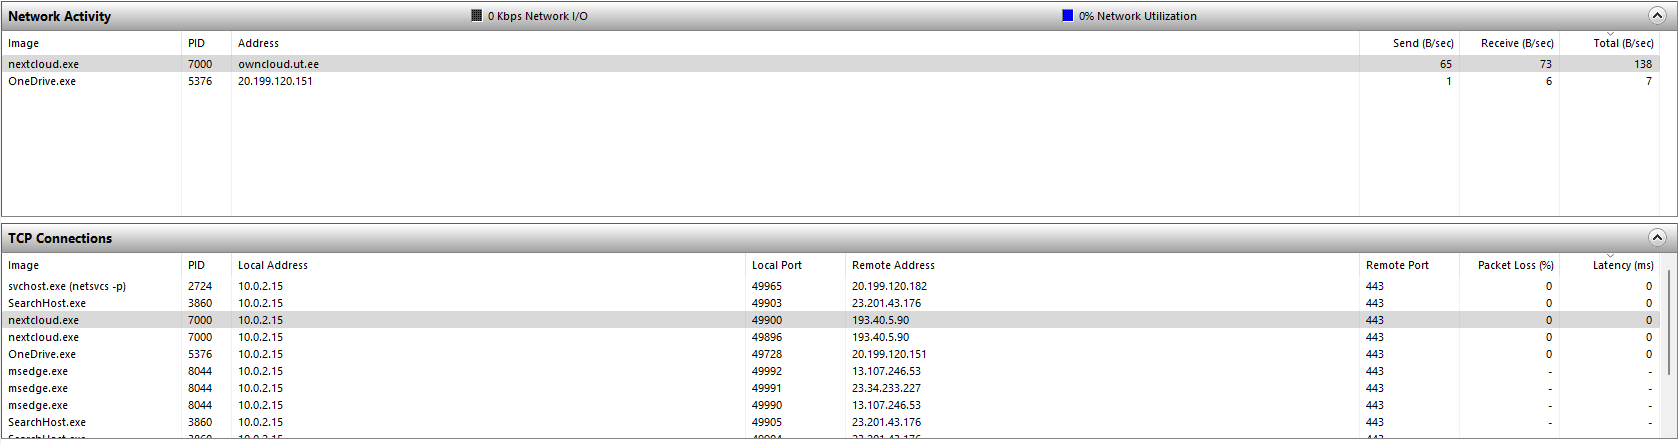 Network Activity 0 Kbps Network I/O 0% Network Utilization
Image PID Address Send (B/sec) Receive (B/sec) Total (B/sec)
nextcloud.exe 7000 owncloud.ut.ee 65 73 138
OneDrive.exe 5376 20.199.120.151 1 6 7
TCP Connections
Image PID Local Address Local Port Remote Address Remote Port Packet Loss (%) Latency (ms)
svchost.exe (netsvcs -p) 2724 10.0.2.15 49965 20.199.120.182 443 0 0
SearchHost.exe 3860 10.0.2.15 49903 23.201.43.176 443 0 0
nextcloud.exe 7000 10.0.2.15 49900 193.40.5.90 443 0 0
nextcloud.exe 7000 10.0.2.15 49896 193.40.5.90 443 0 0
OneDrive.exe 5376 10.0.2.15 49728 20.199.120.151 443 0 0
msedge.exe 8044 10.0.2.15 49992 13.107.246.53 443 - -
msedge.exe 8044 10.0.2.15 49991 23.34.233.227 443 - -
msedge.exe 8044 10.0.2.15 49990 13.107.246.53 443 - -
SearchHost.exe 3860 10.0.2.15 49905 23.201.43.176 443 - -